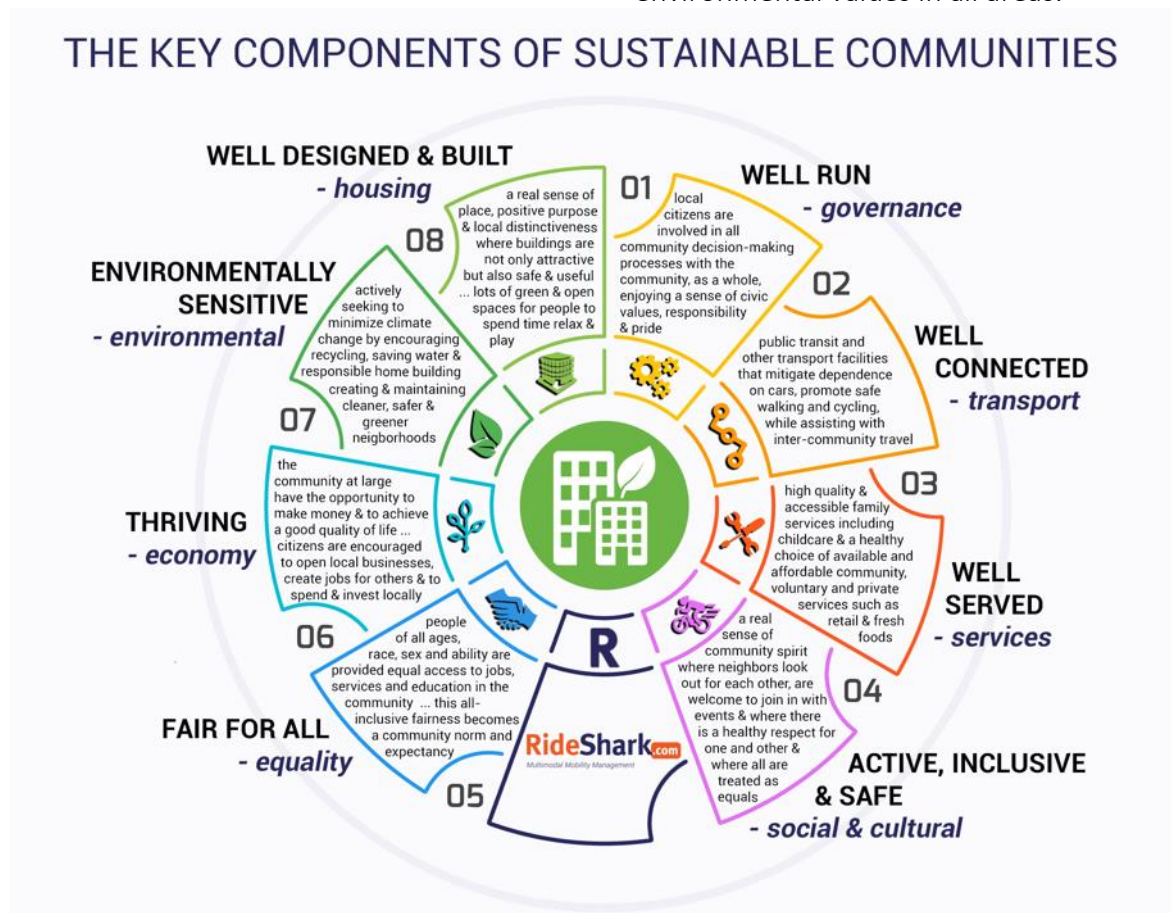 environmental values in all areas.
THE KEY COMPONENTS OF SUSTAINABLE COMMUNITIES
01
WELL RUN
- governance
local
citizens are
involved in all
community decision-making
processes with the
community, as a whole,
enjoying a sense of civic
values, responsibility
& pride
02
WELL
CONNECTED
- transport
public transit and
other transport facilities
that mitigate dependence
on cars, promote safe
walking and cycling,
while assisting with
inter-community travel
03
WELL
SERVED
- services
high quality &
accessible family
services including
childcare & a healthy
choice of available and
affordable community,
voluntary and private
services such as
retail & fresh
foods
04
ACTIVE, INCLUSIVE
& SAFE
- social & cultural
a real
sense of
community spirit
where neighbors look
out for each other, are
welcome to join in with
events & where there
is a healthy respect for
one and other &
where all are
treated as
equals
R
RideShark.com
Multimodal Mobility Management
05
FAIR FOR ALL
- equality
people
of all ages,
race, sex and ability are
provided equal access to jobs,
services and education in the
community ... this all-
inclusive fairness becomes
a community norm and
expectancy
06
THRIVING
- economy
the
community at large
have the opportunity to
make money & to achieve
a good quality of life ...
citizens are encouraged
to open local businesses,
create jobs for others & to
spend & invest locally
07
ENVIRONMENTALLY
SENSITIVE
- environmental
actively
seeking to
minimize climate
change by encouraging
recycling, saving water &
responsible home building
creating & maintaining
cleaner, safer &
greener
neigborhoods
08
WELL DESIGNED & BUILT
- housing
a real sense of
place, positive purpose
& local distinctiveness
where buildings are
not only attractive
but also safe & useful
... lots of green & open
spaces for people to
spend time relax &
play